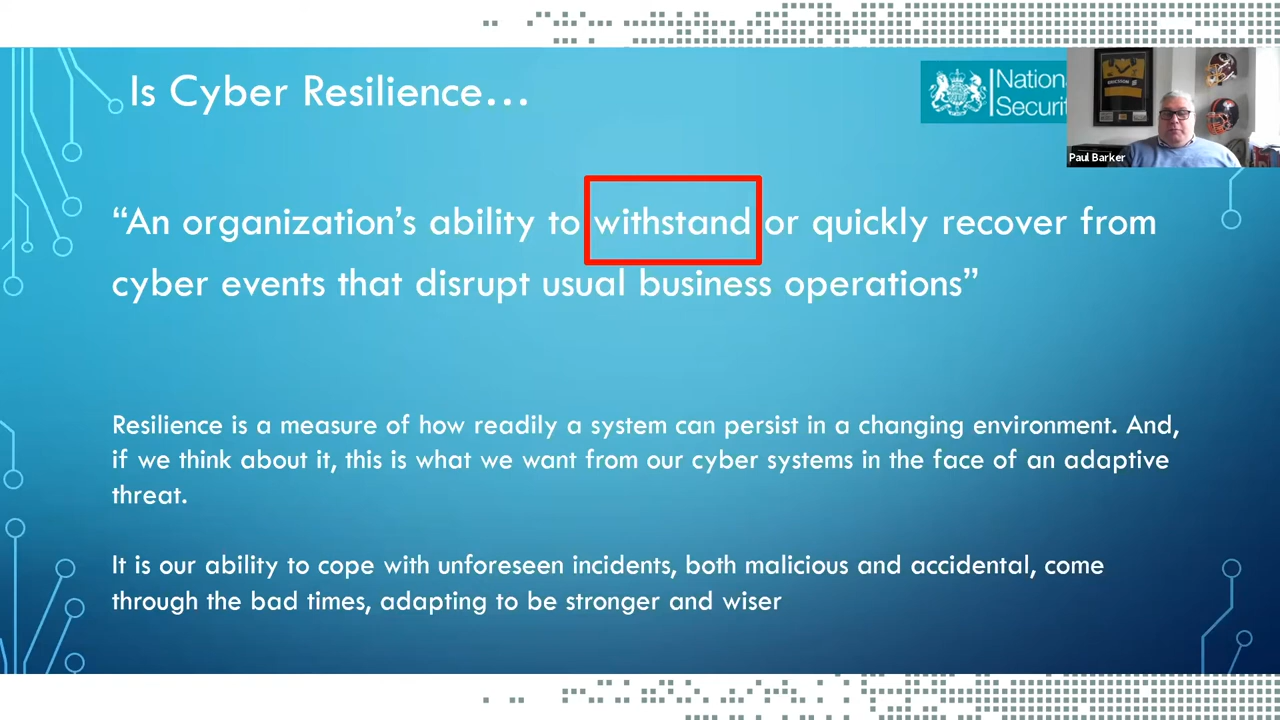 Is Cyber Resilience…
Nation
Securit
Paul Barker
“An organization’s ability to withstand or quickly recover from
cyber events that disrupt usual business operations”
Resilience is a measure of how readily a system can persist in a changing environment. And,
if we think about it, this is what we want from our cyber systems in the face of an adaptive
threat.
It is our ability to cope with unforeseen incidents, both malicious and accidental, come
through the bad times, adapting to be stronger and wiser